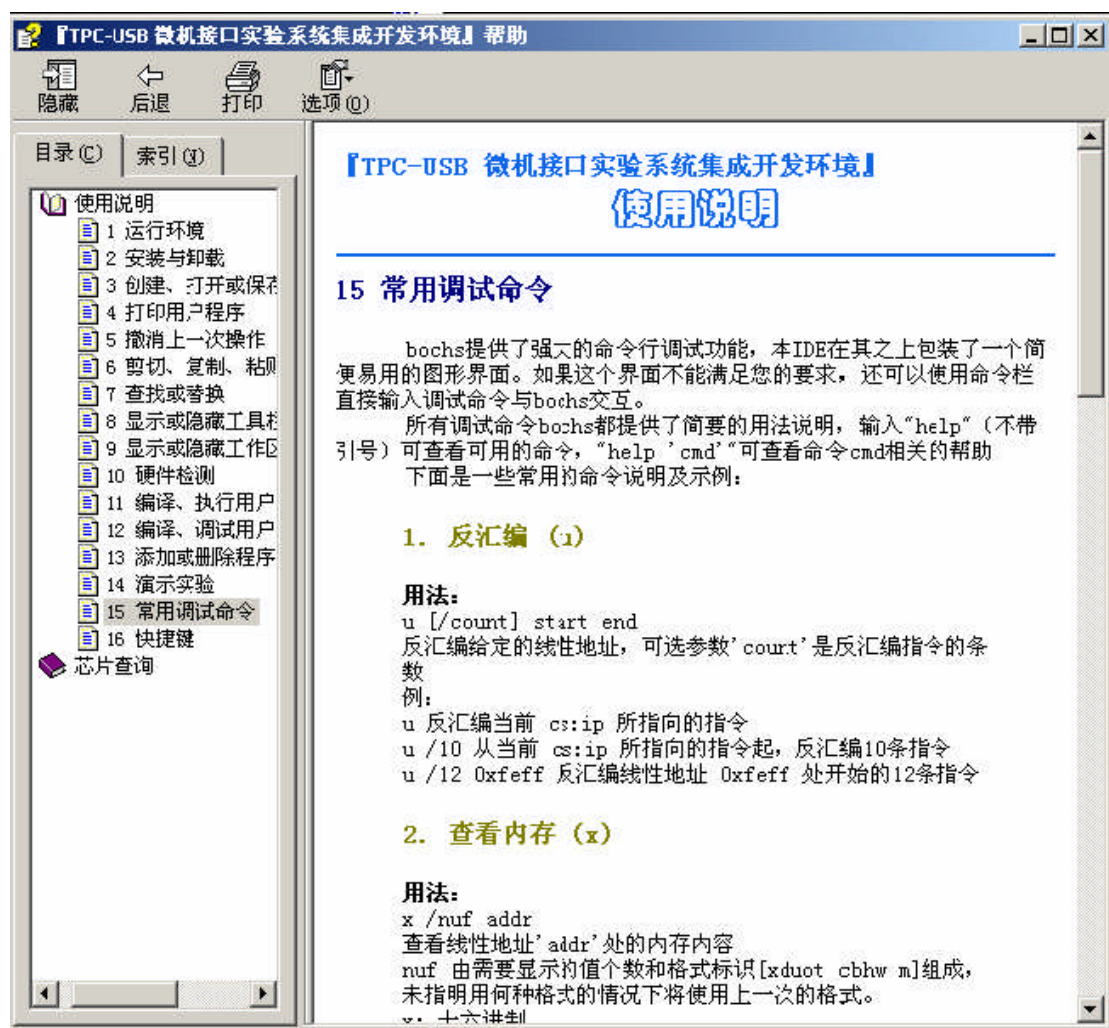 『TPC-USB 微机接口实验系统集成开发环境』帮助
隐藏 后退 打印 选项(O)
目录(C) 索引(N)
使用说明
1 运行环境
2 安装与卸载
3 创建、打开或保存
4 打印用户程序
5 撤消上一次操作
6 剪切、复制、粘贴
7 查找或替换
8 显示或隐藏工具栏
9 显示或隐藏工作区
10 硬件检测
11 编译、执行用户
12 编译、调试用户
13 添加或删除程序
14 演示实验
15 常用调试命令
16 快捷键
芯片查询
『TPC-USB 微机接口实验系统集成开发环境』
使用说明
15 常用调试命令
bochs提供了强大的命令行调试功能，本IDE在其之上包装了一个简
便易用的图形界面。如果这个界面不能满足您的要求，还可以使用命令栏
直接输入调试命令与bochs交互。
所有调试命令bochs都提供了简要的用法说明，输入"help"（不带
引号）可查看可用的命令，"help 'cmd'"可查看命令cmd相关的帮助
下面是一些常用的命令说明及示例：
1. 反汇编 (u)
用法：
u [/count] start end
反汇编给定的线性地址，可选参数'count'是反汇编指令的条
数
例：
u 反汇编当前 cs:ip 所指向的指令
u /10 从当前 cs:ip 所指向的指令起，反汇编10条指令
u /12 0xfeff 反汇编线性地址 0xfeff 处开始的12条指令
2. 查看内存 (x)
用法：
x /nuf addr
查看线性地址'addr'处的内存内容
nuf 由需要显示的值个数和格式标识[xduot cbhw m]组成，
未指明用何种格式的情况下将使用上一次的格式。
x: 十六进制